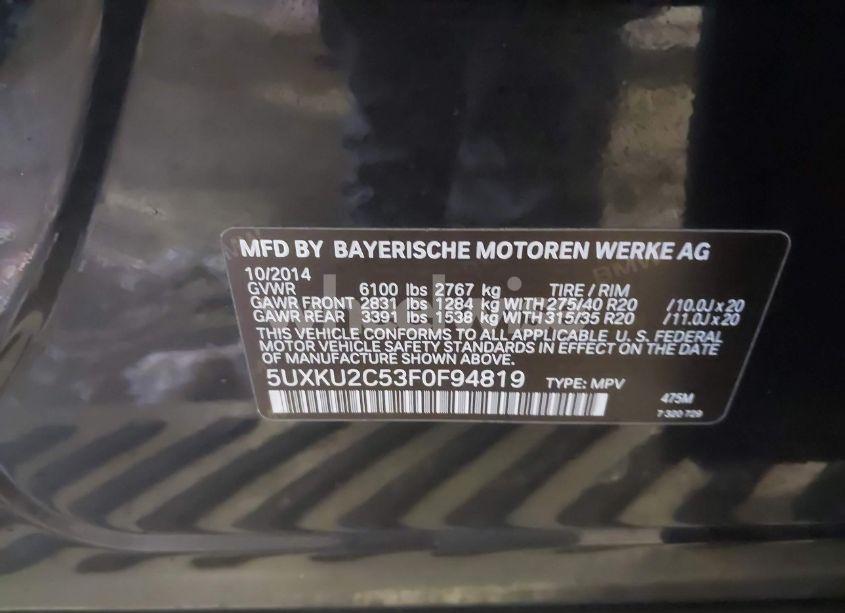 MFD BY BAYERISCHE MOTOREN WERKE AG
10/2014
GVWR 6100 lbs 2767 kg TIRE / RIM
GAWR FRONT 2831 lbs 1284 kg WITH 275/40 R20 /10.0J x 20
GAWR REAR 3391 lbs 1538 kg WITH 315/35 R20 /11.0J x 20
THIS VEHICLE CONFORMS TO ALL APPLICABLE, U. S. FEDERAL
MOTOR VEHICLE SAFETY STANDARDS IN EFFECT ON THE DATE
OF MANUFACTURE SHOWN ABOVE.
5UXKU2C53F0F94819 TYPE: MPV 475M
7 320 729